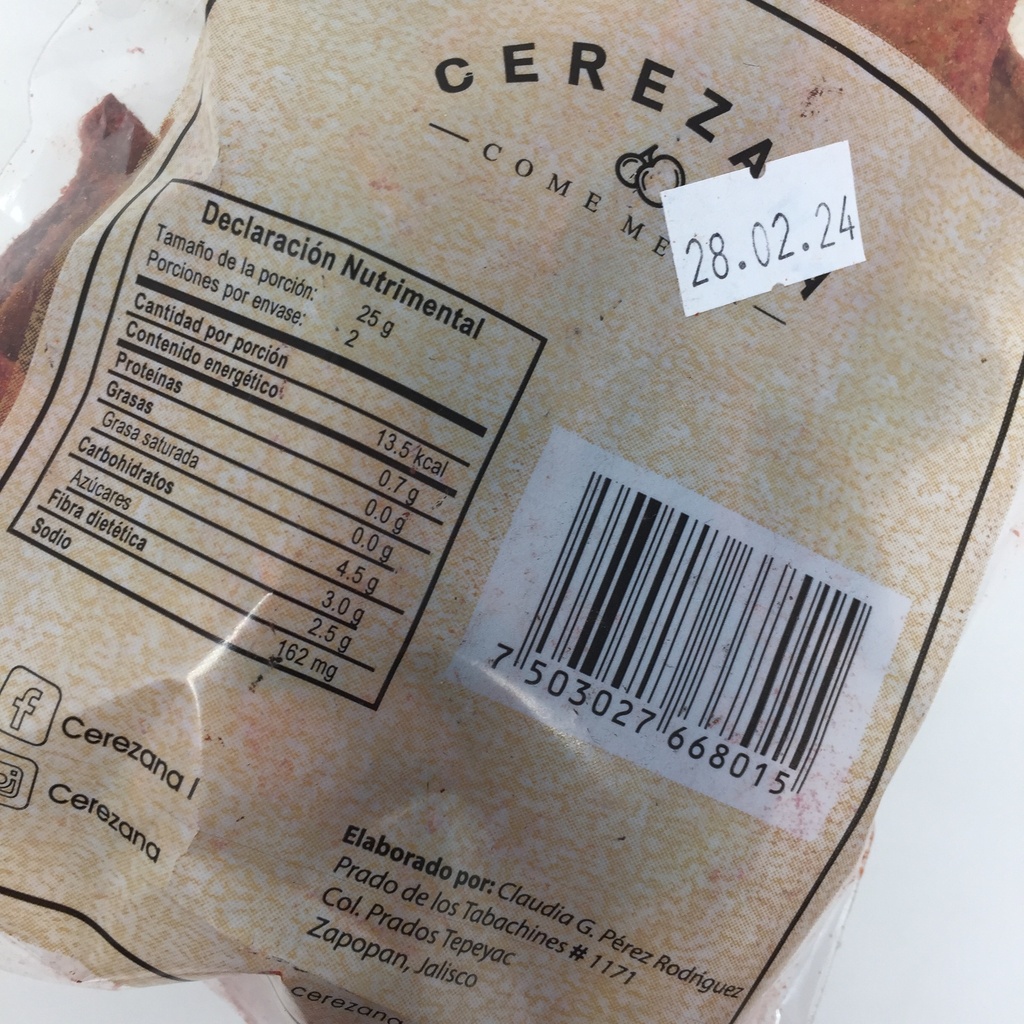 CEREZA
COME ME
28.02.24
Declaración Nutrimental
Tamaño de la porción: 25 g
Porciones por envase: 2
Cantidad por porción
Contenido energético 13.5 kcal
Proteínas 0.7 g
Grasas 0.0 g
Grasa saturada 0.0 g
Carbohidratos 4.5 g
Azúcares 3.0 g
Fibra dietética 2.5 g
Sodio 162 mg
7 503027 668015
Cerezana I
Cerezana
Elaborado por: Claudia G. Pérez Rodríguez
Prado de los Tabachines # 1171
Col. Prados Tepeyac
Zapopan, Jalisco
cerezana